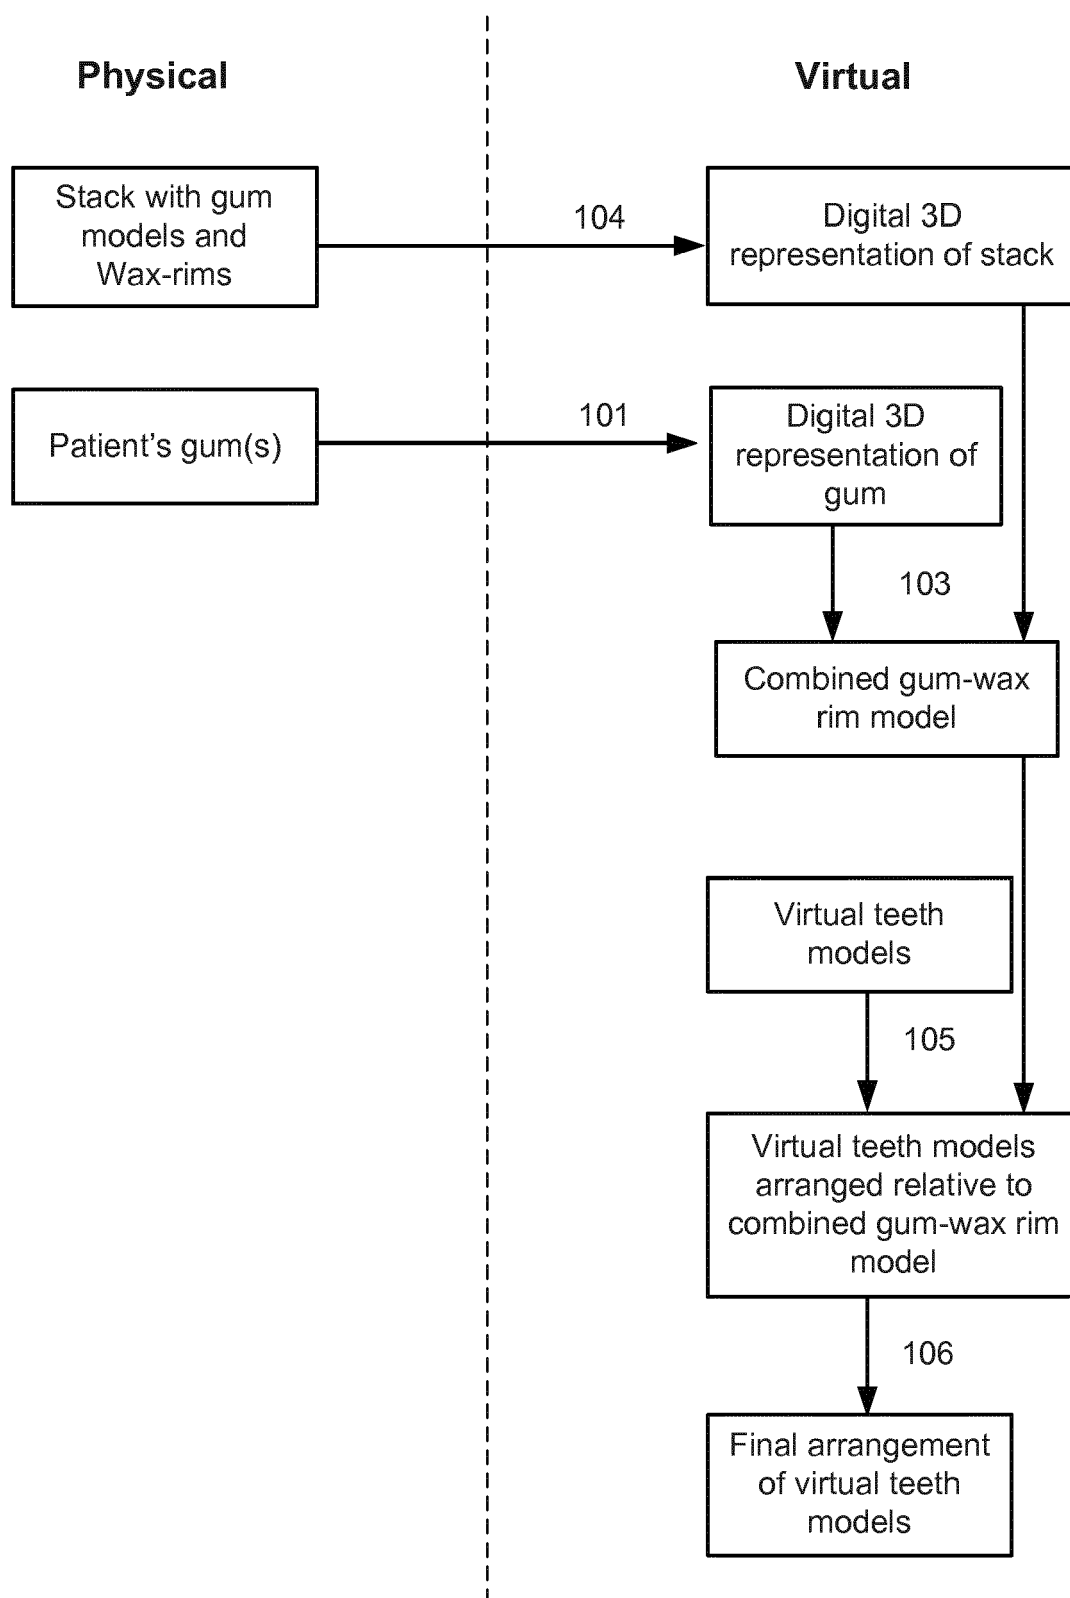 Physical
Virtual
Stack with gum
models and
Wax-rims
104
Digital 3D
representation of stack
Patient's gum(s)
101
Digital 3D
representation of
gum
103
Combined gum-wax
rim model
Virtual teeth
models
105
Virtual teeth models
arranged relative to
combined gum-wax rim
model
106
Final arrangement
of virtual teeth
models